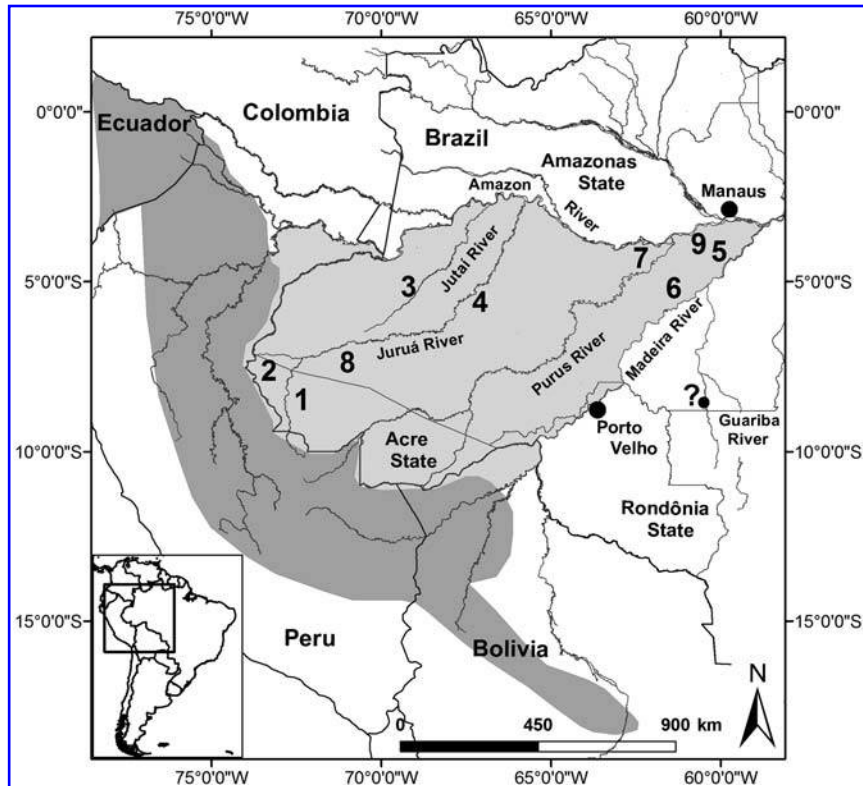 75°0'0"W 70°0'0"W 65°0'0"W 60°0'0"W
0°0'0"
Ecuador
Colombia
Brazil
Amazonas
State
Manaus
Amazon
River
5°0'0"S
5°0'0"S
7
9
5
3
Jutaí River
4
6
8
Juruá River
2
1
Purus River
Madeira River
?
Guariba
River
Porto
Velho
10°0'0"S
10°0'0"S
Acre
State
Rondônia
State
15°0'0"S
15°0'0"S
Peru
Bolivia
N
0 450 900 km
75°0'0"W 70°0'0"W 65°0'0"W 60°0'0"W
0°0'0"